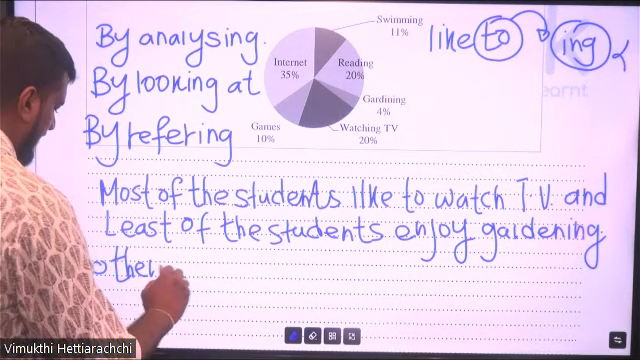 By analysing.
By looking at
By refering
like to ing
Swimming
11%
Internet
35%
Reading
20%
Gardining
4%
Games
10%
Watching TV
20%
earnt
Most of the students like to watch T.V. and
Least of the students enjoy gardening.
other
Vimukthi Hettiarachchi